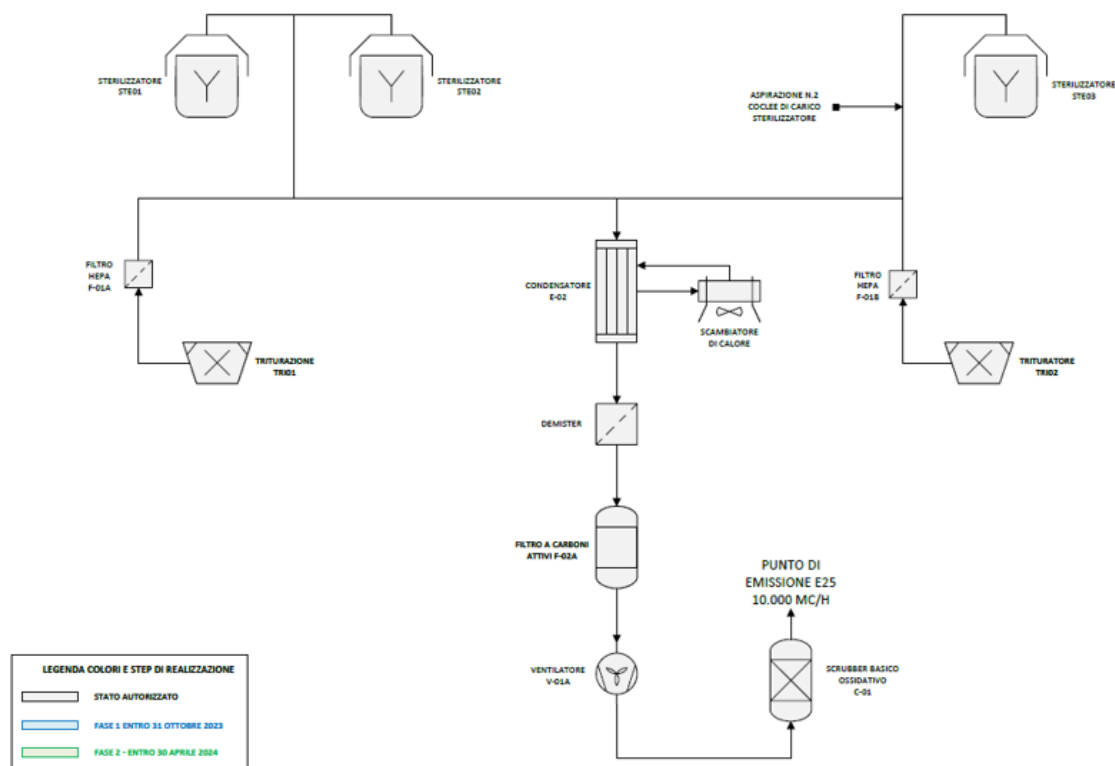 STERILIZZATORE
STE01
STERILIZZATORE
STE02
ASPIRAZIONE N.2
COCLEE DI CARICO
STERILIZZATORE
STERILIZZATORE
STE03
FILTRO
HEPA
F-01A
CONDENSATORE
E-02
SCAMBIATORE
DI CALORE
FILTRO
HEPA
F-01B
TRITURAZIONE
TRI01
TRITURATORE
TRI02
DEMISTER
FILTRO A CARBONI
ATTIVI F-02A
PUNTO DI
EMISSIONE E25
10.000 MC/H
VENTILATORE
V-01A
SCRUBBER BASICO
OSSIDATIVO
C-01
LEGENDA COLORI E STEP DI REALIZZAZIONE
STATO AUTORIZZATO
FASE 1 ENTRO 31 OTTOBRE 2023
FASE 2 - ENTRO 30 APRILE 2024